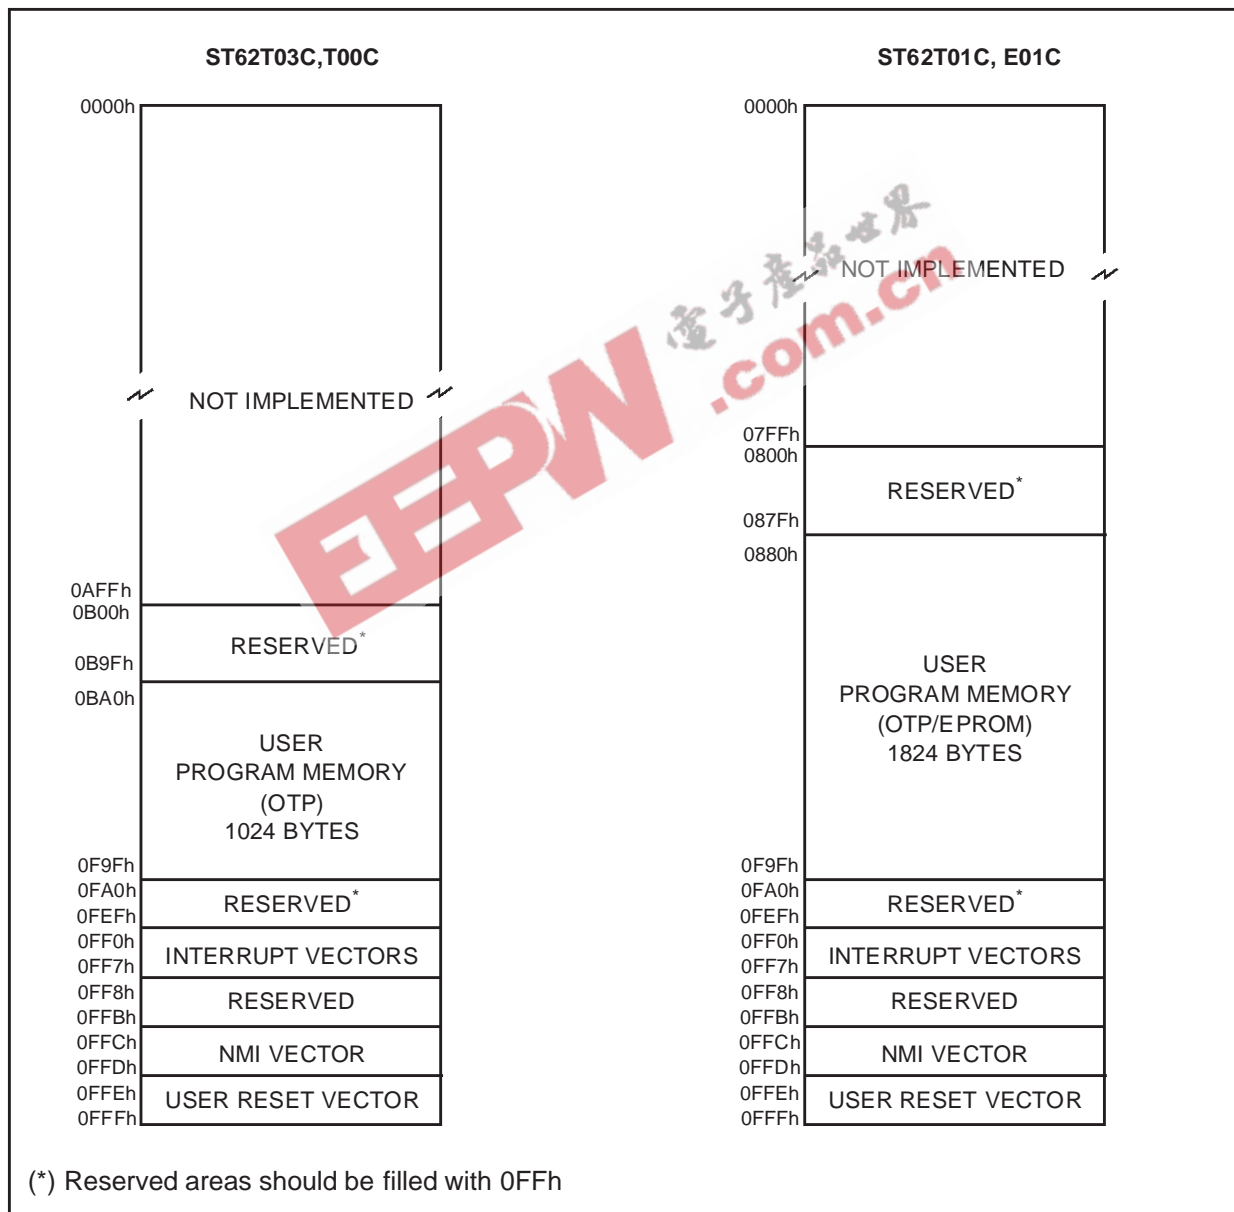 ST62T03C,T00C
0000h
NOT IMPLEMENTED
0AFFh
0B00h
RESERVED*
0B9Fh
0BA0h
USER
PROGRAM MEMORY
(OTP)
1024 BYTES
0F9Fh
0FA0h
RESERVED*
0FEFh
0FF0h
INTERRUPT VECTORS
0FF7h
0FF8h
RESERVED
0FFBh
0FFCh
NMI VECTOR
0FFDh
0FFEh
USER RESET VECTOR
0FFFh
ST62T01C, E01C
0000h
NOT IMPLEMENTED
07FFh
0800h
RESERVED*
087Fh
0880h
USER
PROGRAM MEMORY
(OTP/EPROM)
1824 BYTES
0F9Fh
0FA0h
RESERVED*
0FEFh
0FF0h
INTERRUPT VECTORS
0FF7h
0FF8h
RESERVED
0FFBh
0FFCh
NMI VECTOR
0FFDh
0FFEh
USER RESET VECTOR
0FFFh
(*) Reserved areas should be filled with 0FFh
EEPW
電子產品世界
.com.cn